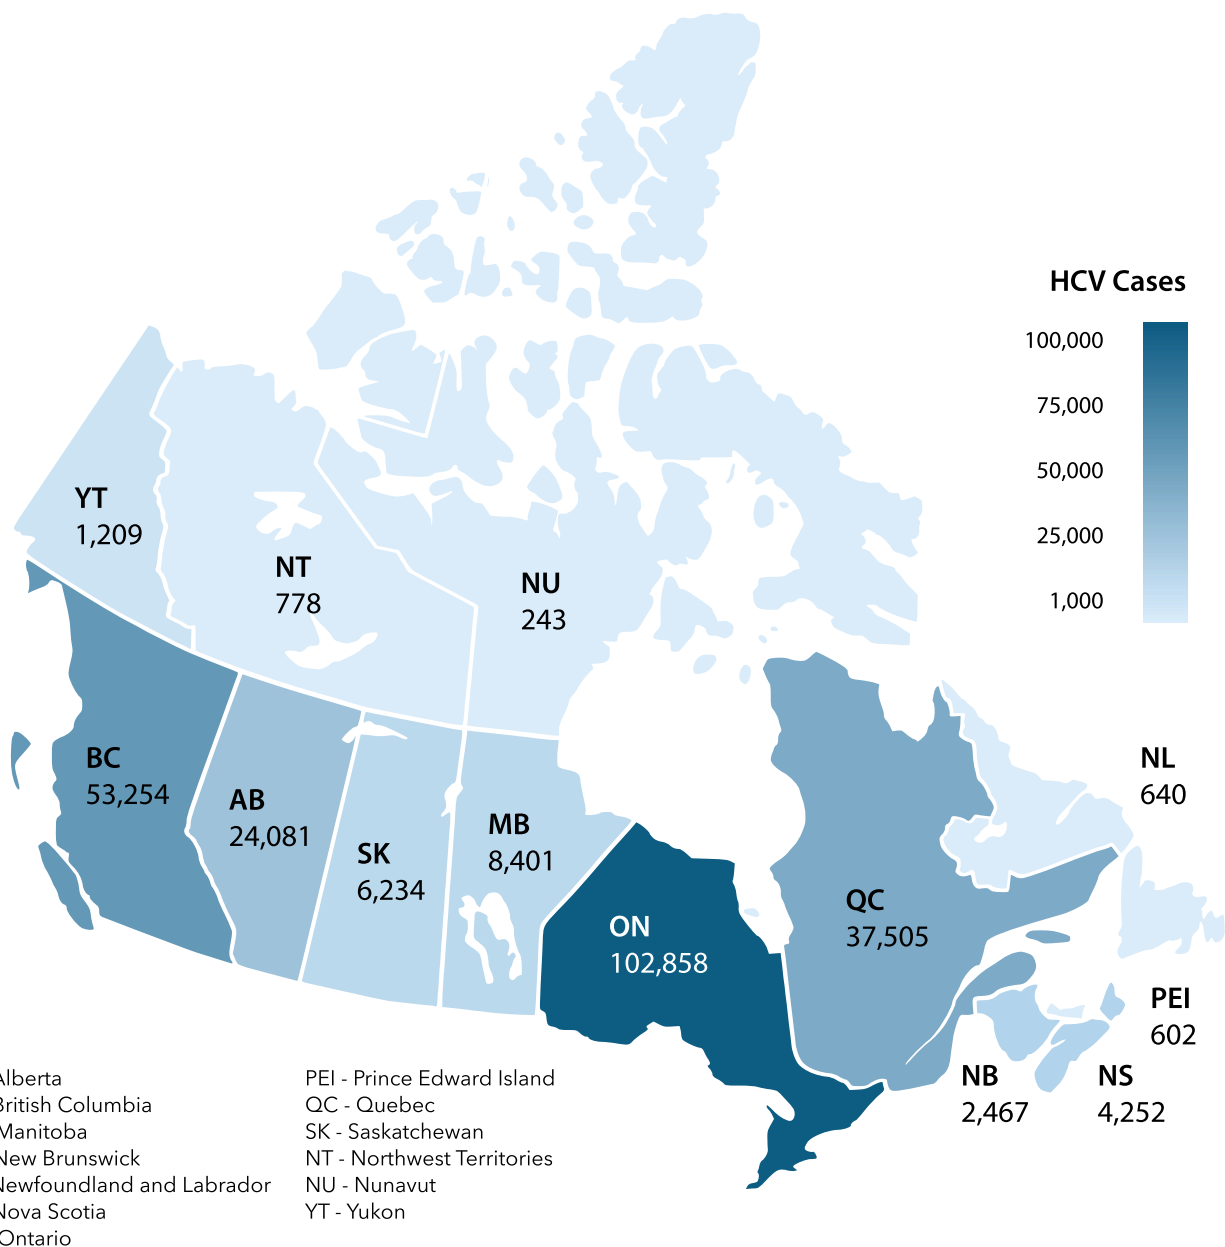 HCV Cases
100,000
75,000
50,000
25,000
1,000
YT
1,209
NT
778
NU
243
BC
53,254
AB
24,081
SK
6,234
MB
8,401
ON
102,858
QC
37,505
NL
640
PEI
602
NB
2,467
NS
4,252
Alberta
British Columbia
Manitoba
New Brunswick
Newfoundland and Labrador
Nova Scotia
Ontario
PEI - Prince Edward Island
QC - Quebec
SK - Saskatchewan
NT - Northwest Territories
NU - Nunavut
YT - Yukon